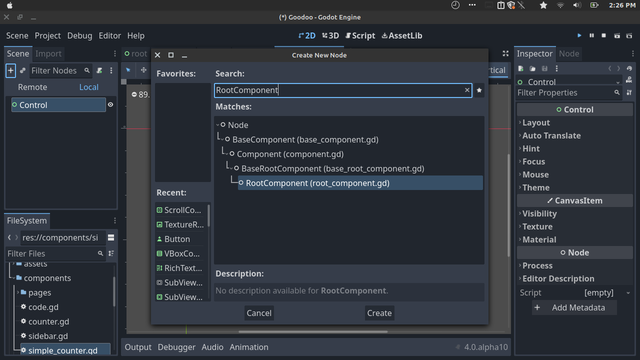 2:26 PM
(*) Goodoo - Godot Engine
Scene Project Debug Editor Help
2D 3D Script AssetLib
Scene Import
Filter Nodes
Remote Local
Control
FileSystem
res://components/si
Filter Files
assets
components
pages
code.gd
counter.gd
sidebar.gd
simple_counter.gd
root
Create New Node
Favorites:
Recent:
ScrollCo...
TextureR...
Button
VBoxCo...
RichText...
SubView...
SubView...
Search:
RootComponent
Matches:
Node
BaseComponent (base_component.gd)
Component (component.gd)
BaseRootComponent (base_root_component.gd)
RootComponent (root_component.gd)
Description:
No description available for RootComponent.
Cancel Create
Output Debugger Audio Animation
4.0.alpha10
Inspector Node
Control
Filter Properties
Control
Layout
Auto Translate
Hint
Focus
Mouse
Theme
CanvasItem
Visibility
Texture
Material
Node
Process
Editor Description
Script [empty]
Add Metadata